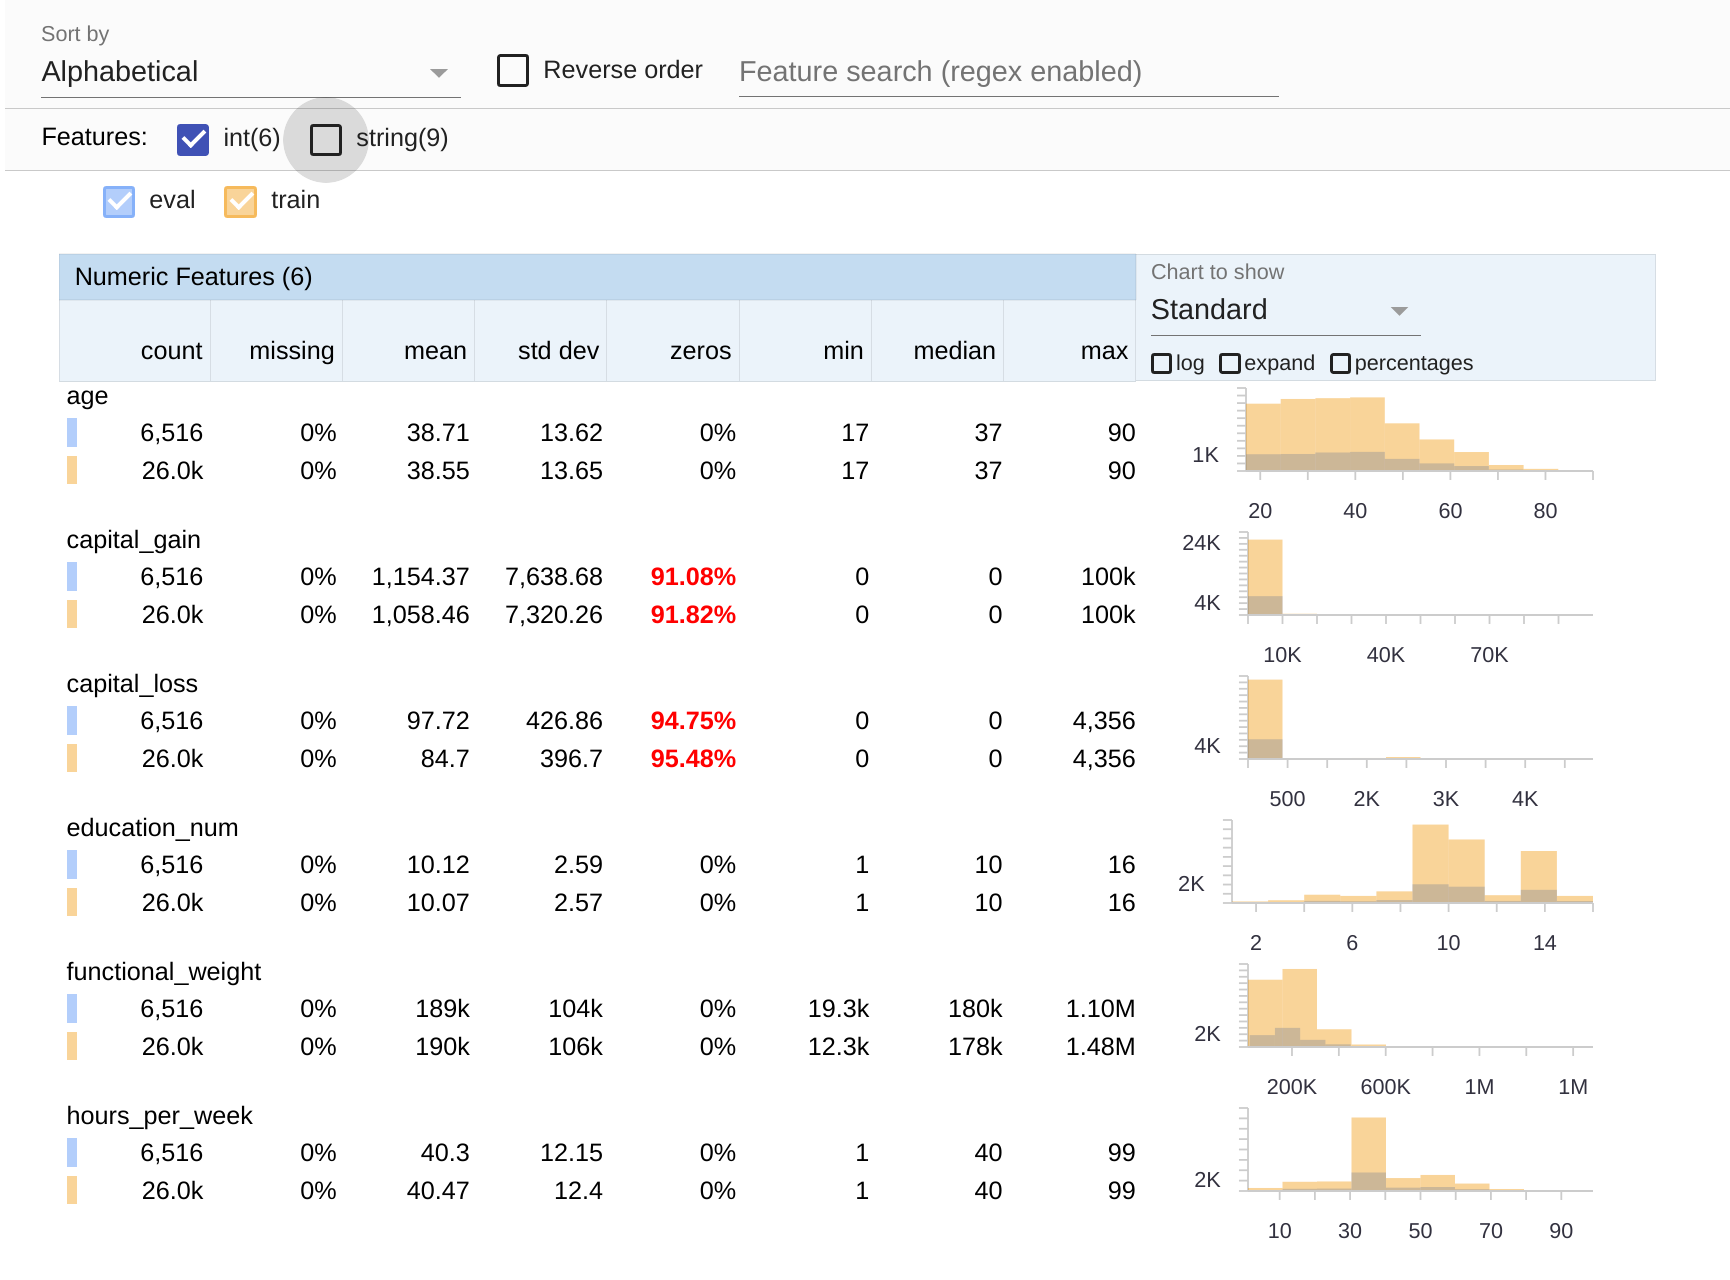 Sort by
Alphabetical
Reverse order
Feature search (regex enabled)
Features:
int(6)
string(9)
eval
train
Numeric Features (6)
Chart to show
Standard
count missing mean std dev zeros min median max
log expand percentages
age
6,516 0% 38.71 13.62 0% 17 37 90
26.0k 0% 38.55 13.65 0% 17 37 90
1K
20 40 60 80
capital_gain
6,516 0% 1,154.37 7,638.68 91.08% 0 0 100k
26.0k 0% 1,058.46 7,320.26 91.82% 0 0 100k
24K
4K
10K 40K 70K
capital_loss
6,516 0% 97.72 426.86 94.75% 0 0 4,356
26.0k 0% 84.7 396.7 95.48% 0 0 4,356
4K
500 2K 3K 4K
education_num
6,516 0% 10.12 2.59 0% 1 10 16
26.0k 0% 10.07 2.57 0% 1 10 16
2K
2 6 10 14
functional_weight
6,516 0% 189k 104k 0% 19.3k 180k 1.10M
26.0k 0% 190k 106k 0% 12.3k 178k 1.48M
2K
200K 600K 1M 1M
hours_per_week
6,516 0% 40.3 12.15 0% 1 40 99
26.0k 0% 40.47 12.4 0% 1 40 99
2K
10 30 50 70 90